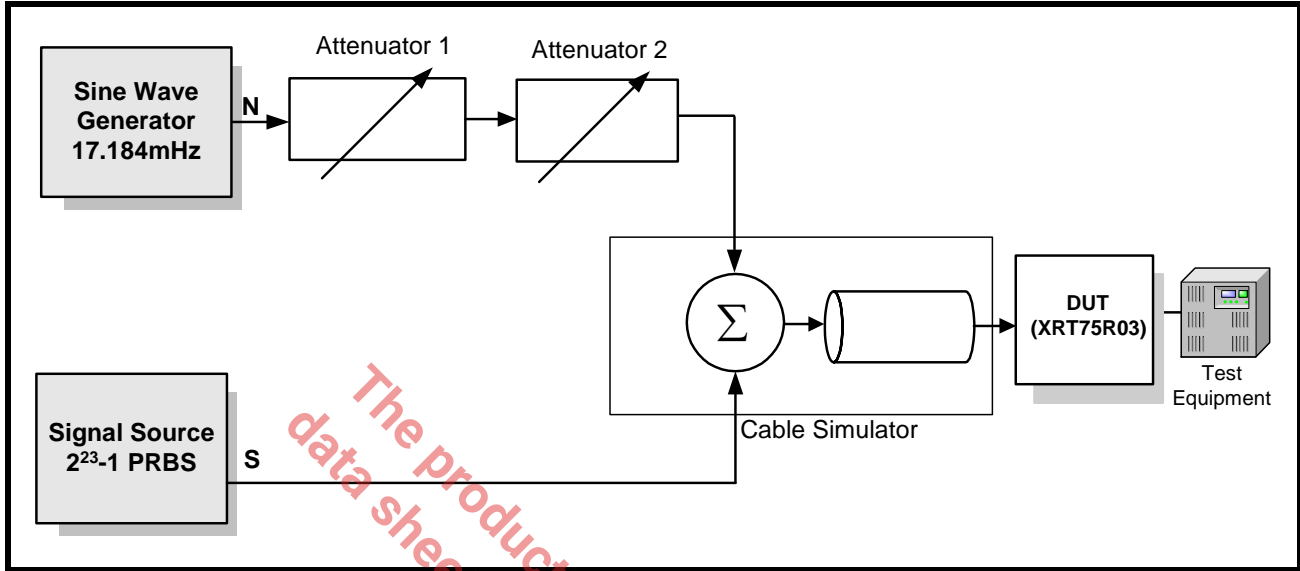 Attenuator 1
Attenuator 2
Sine Wave
Generator
17.184mHz
N
Σ
DUT
(XRT75R03)
Test
Equipment
Cable Simulator
Signal Source
2²³-1 PRBS
S
The product
data shee